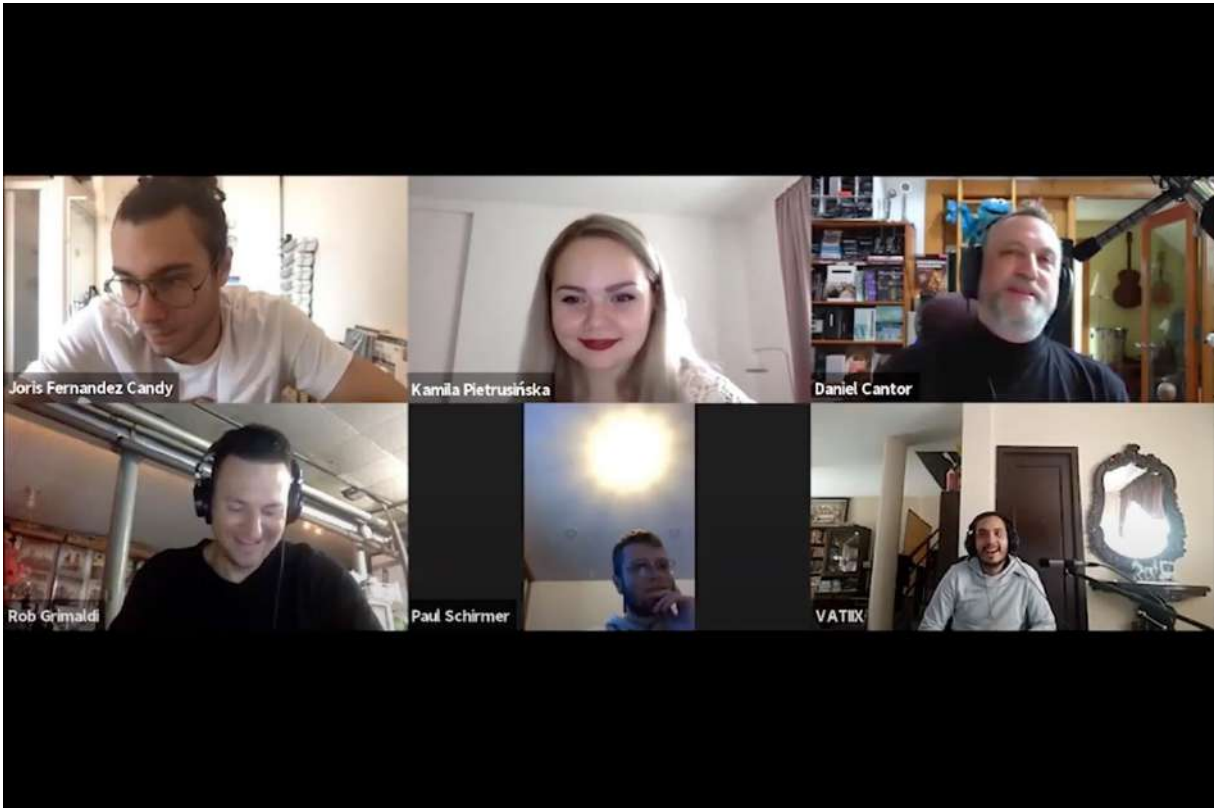 Joris Fernandez Candy
Kamila Pietrusińska
Daniel Cantor
Rob Grimaldi
Paul Schirmer
VATIIX